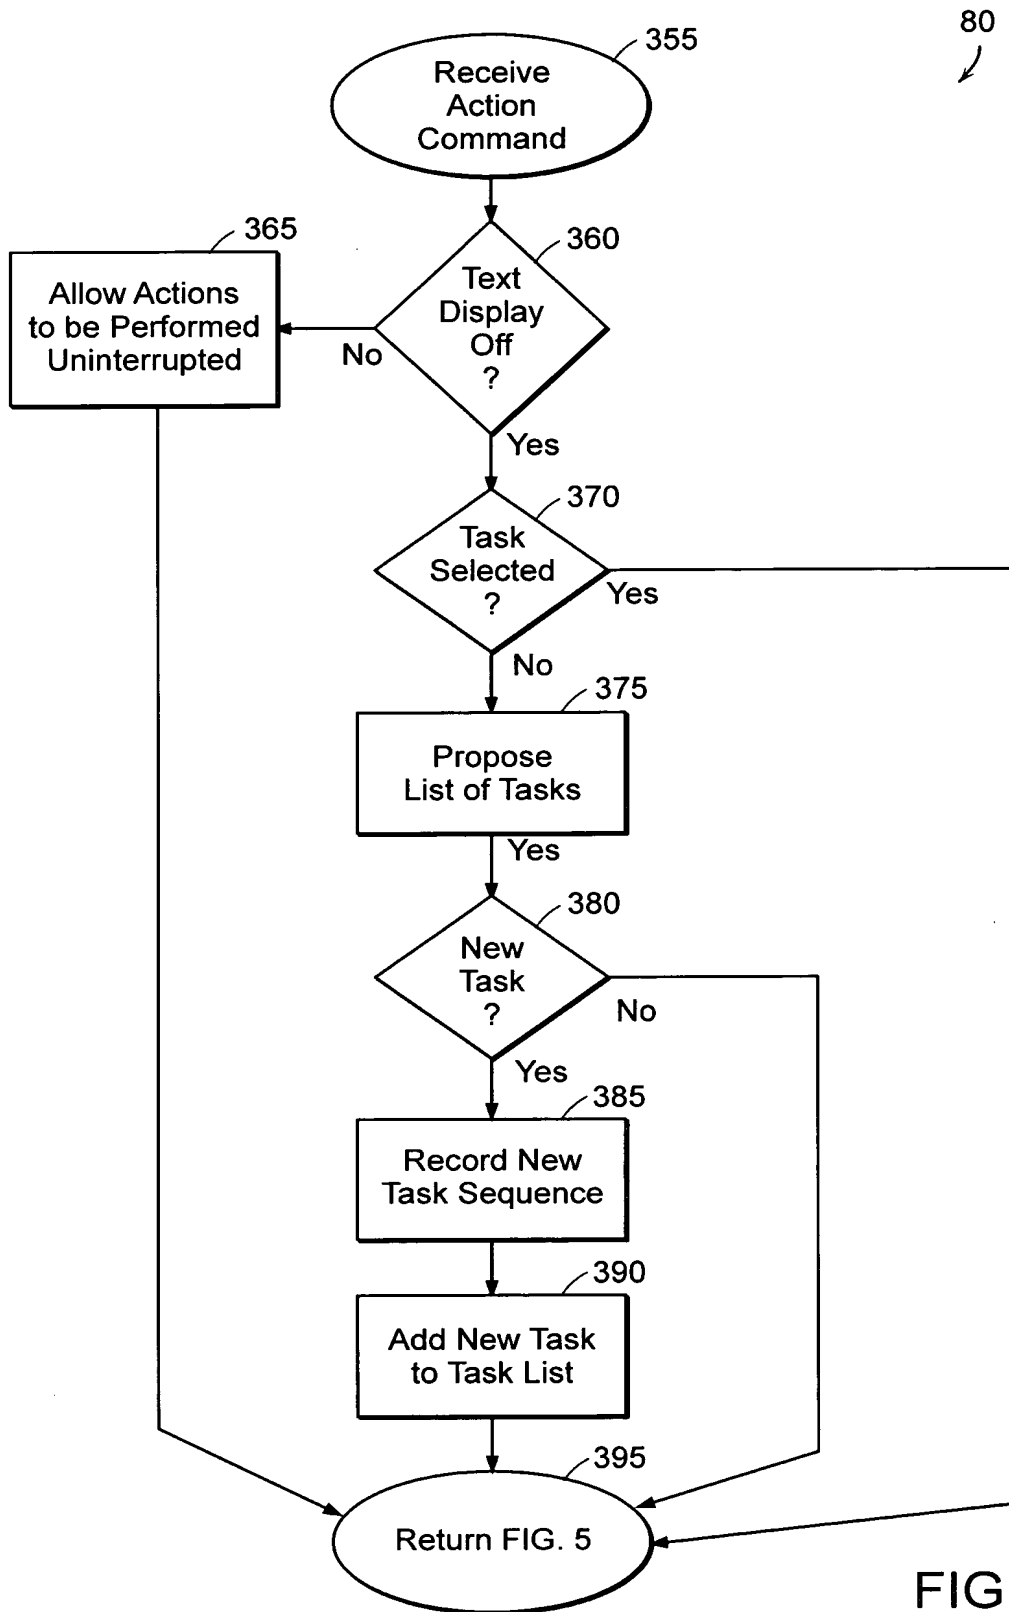 80
355
Receive
Action
Command
365
Allow Actions
to be Performed
Uninterrupted
360
Text
Display
Off
?
No
Yes
370
Task
Selected
?
Yes
No
375
Propose
List of Tasks
Yes
380
New
Task
?
No
Yes
385
Record New
Task Sequence
390
Add New Task
to Task List
395
Return FIG. 5
FIG